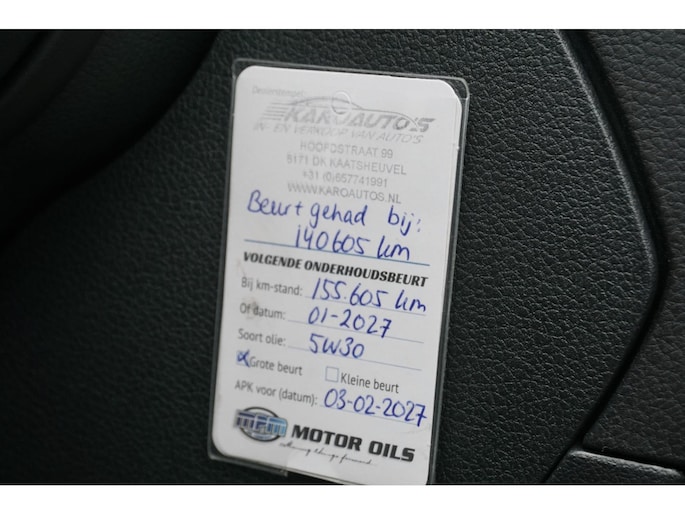 Dealerstempel:
KAROAUTO'S
IN- EN VERKOOP VAN AUTO'S
HOOFDSTRAAT 99
5171 DK KAATSHEUVEL
+31 (0)657741991
WWW.KAROAUTOS.NL
Beurt gehad bij:
140605 km
VOLGENDE ONDERHOUDSBEURT
Bij km-stand: 155.605 km
Of datum: 01-2027
Soort olie: 5W30
Grote beurt Kleine beurt
APK voor (datum): 03-02-2027
MOTOR OILS